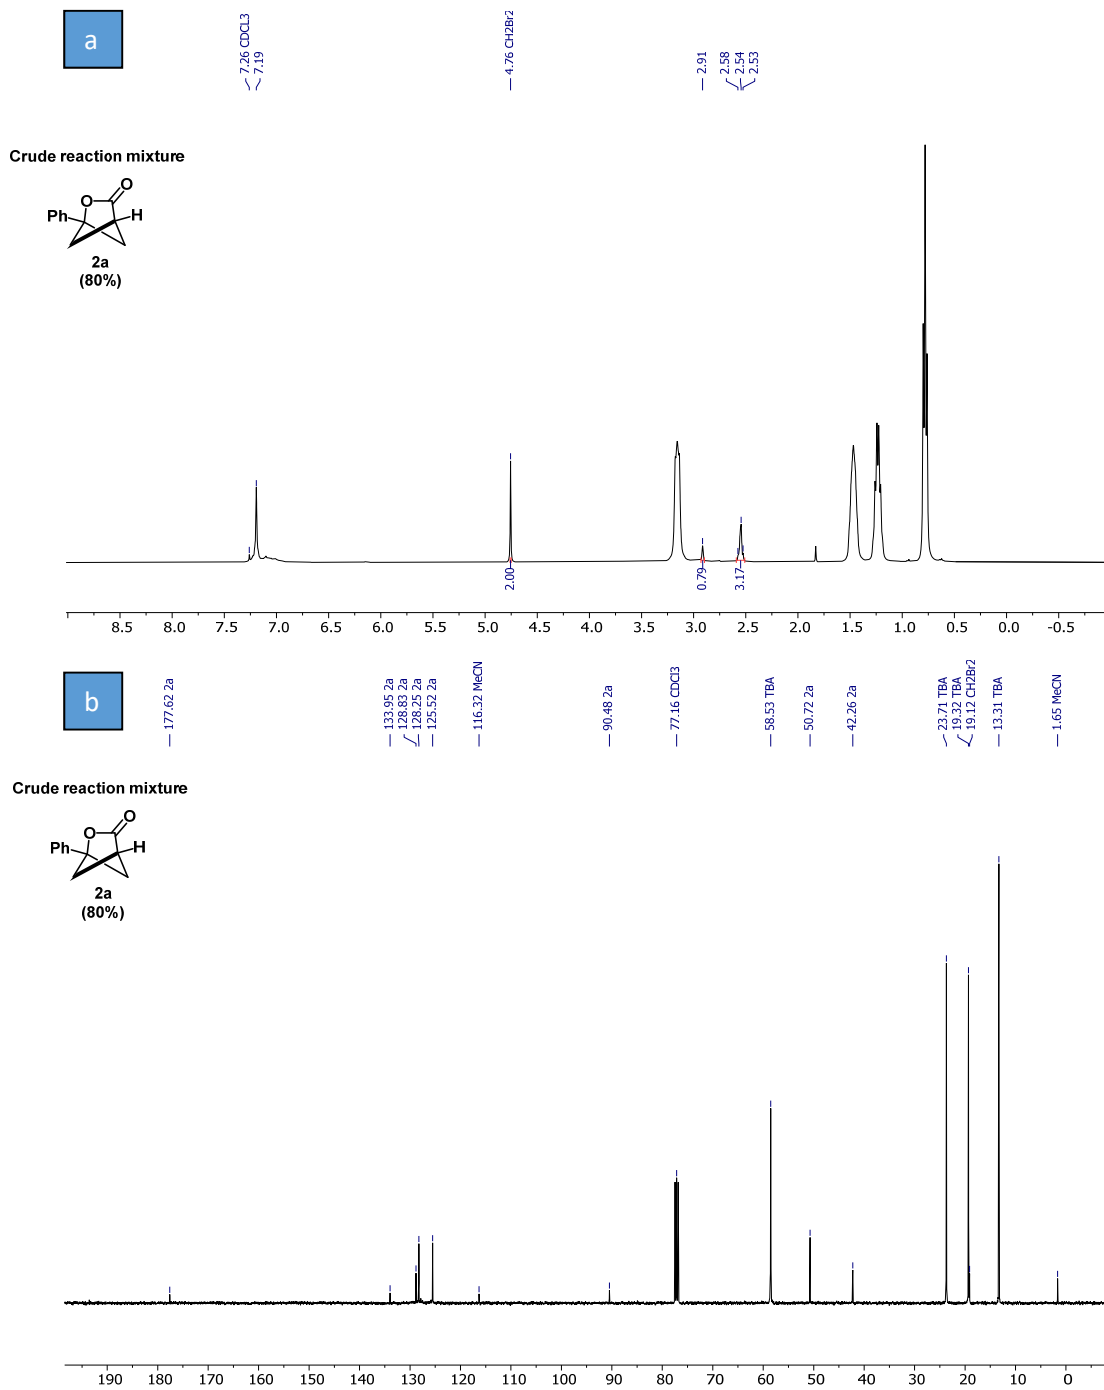 a
7.26 CDCL3
7.19
4.76 CH2Br2
2.91
2.58
2.54
2.53
Crude reaction mixture
O
O
Ph
H
2a
(80%)
2.00
0.79
3.17
8.5 8.0 7.5 7.0 6.5 6.0 5.5 5.0 4.5 4.0 3.5 3.0 2.5 2.0 1.5 1.0 0.5 0.0 -0.5
b
177.62 2a
133.95 2a
128.83 2a
128.25 2a
125.52 2a
116.32 MeCN
90.48 2a
77.16 CDCl3
58.53 TBA
50.72 2a
42.26 2a
23.71 TBA
19.32 TBA
19.12 CH2Br2
13.31 TBA
1.65 MeCN
Crude reaction mixture
O
O
Ph
H
2a
(80%)
190 180 170 160 150 140 130 120 110 100 90 80 70 60 50 40 30 20 10 0